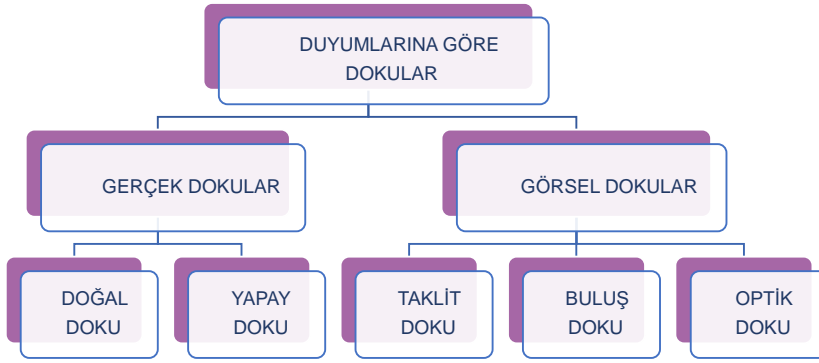 DUYUMLARINA GÖRE
DOKULAR
GERÇEK DOKULAR
GÖRSEL DOKULAR
DOĞAL
DOKU
YAPAY
DOKU
TAKLİT
DOKU
BULUŞ
DOKU
OPTİK
DOKU